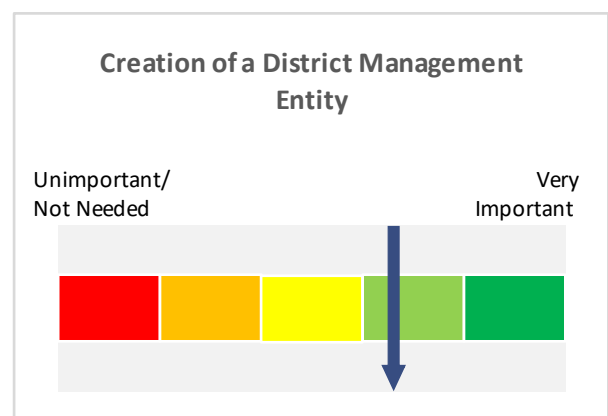 Creation of a District Management
Entity
Unimportant/
Not Needed
Very
Important